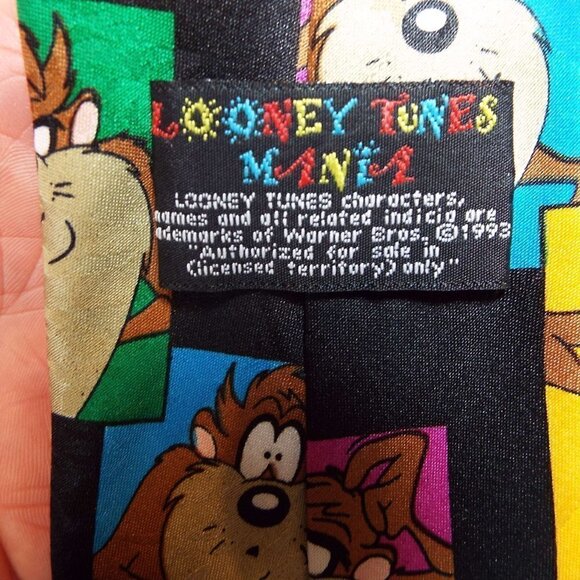 LOONEY TUNES
MANIA
LOONEY TUNES characters,
names and all related indicia are
ademarks of Warner Bros. ©1993
"Authorized for sale in
(licensed territory) only"